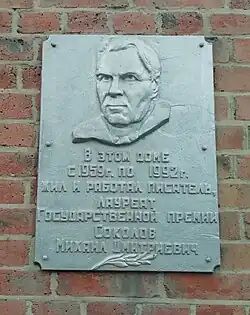 В этом доме
с 1959г. по 1992г.
жил и работал писатель,
лауреат
Государственной премии
Соколов
Михаил Дмитриевич